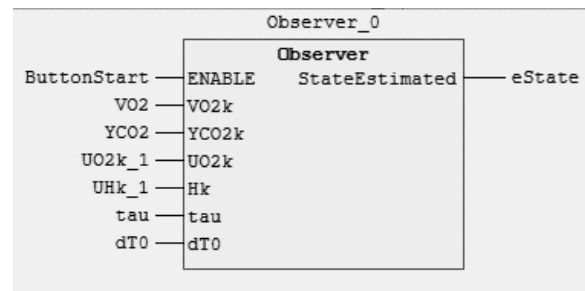 Observer_0
Observer
ButtonStart ENABLE StateEstimated eState
VO2 VO2k
YCO2 YCO2k
UO2k_1 UO2k
UHk_1 Hk
tau tau
dT0 dT0